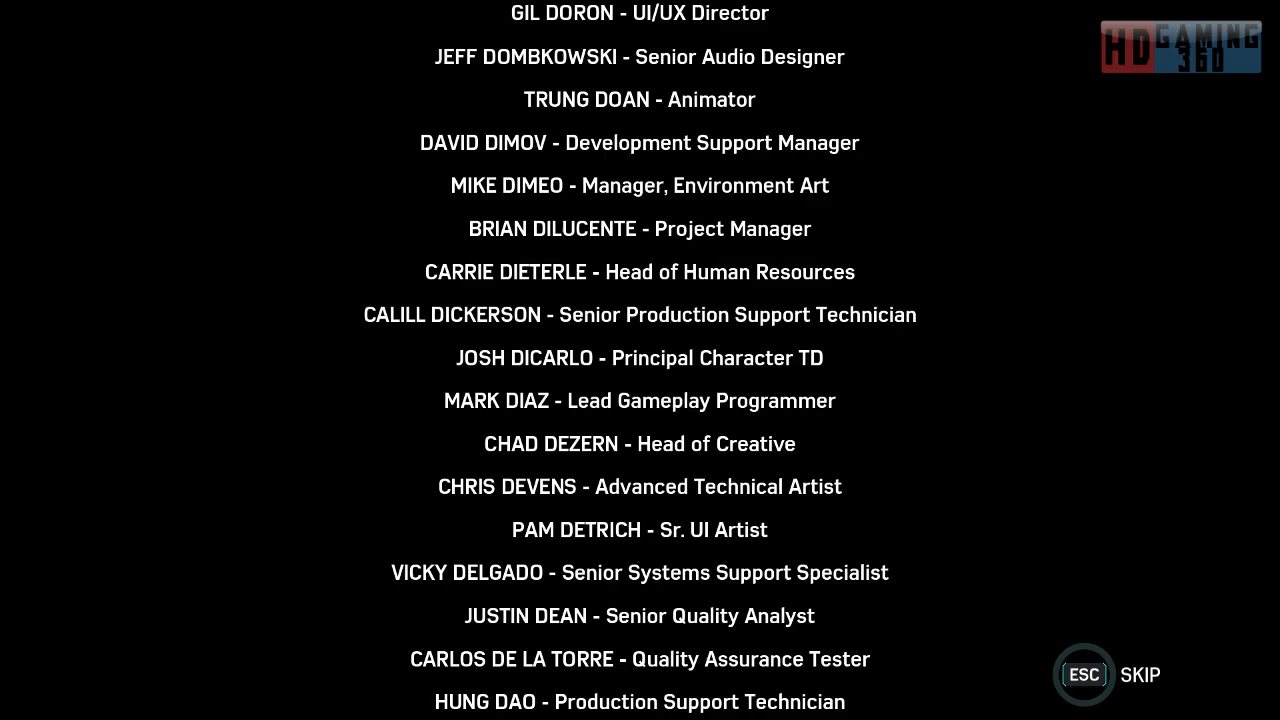 GIL DORON - UI/UX Director
HD GAMING 360
JEFF DOMBKOWSKI - Senior Audio Designer
TRUNG DOAN - Animator
DAVID DIMOV - Development Support Manager
MIKE DIMEO - Manager, Environment Art
BRIAN DILUCENTE - Project Manager
CARRIE DIETERLE - Head of Human Resources
CALILL DICKERSON - Senior Production Support Technician
JOSH DICARLO - Principal Character TD
MARK DIAZ - Lead Gameplay Programmer
CHAD DEZERN - Head of Creative
CHRIS DEVENS - Advanced Technical Artist
PAM DETRICH - Sr. UI Artist
VICKY DELGADO - Senior Systems Support Specialist
JUSTIN DEAN - Senior Quality Analyst
CARLOS DE LA TORRE - Quality Assurance Tester
ESC SKIP
HUNG DAO - Production Support Technician